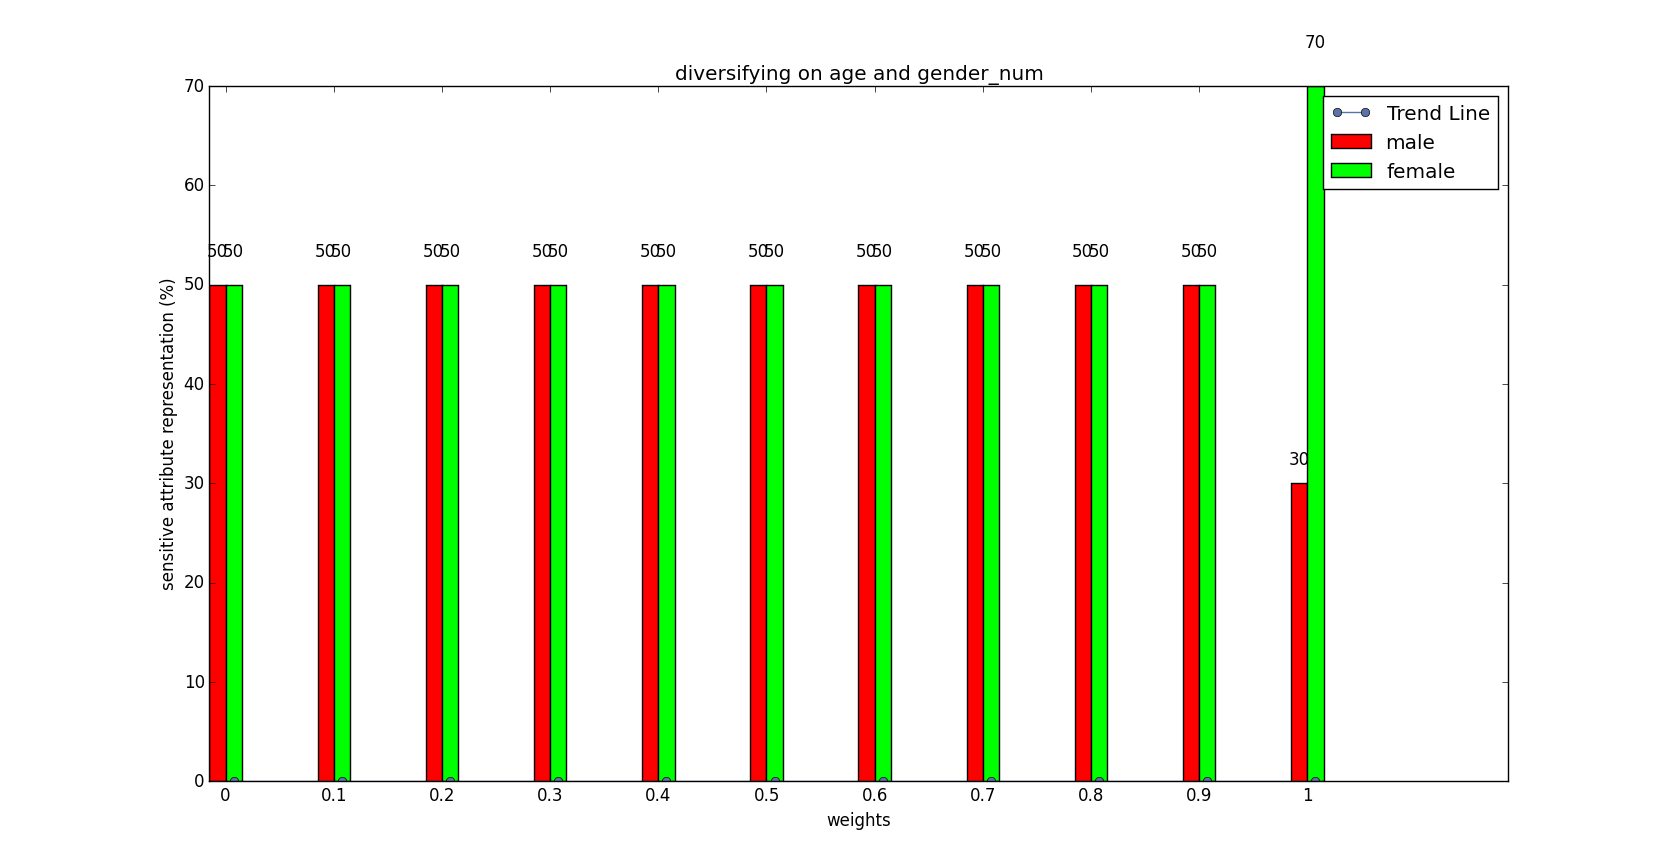 70
diversifying on age and gender_num
70
Trend Line
male
female
60
50 50 50 50 50 50 50 50 50 50 50 50 50 50 50 50 50 50 50 50
50
40
30
30
20
10
0
sensitive attribute representation (%)
0 0.1 0.2 0.3 0.4 0.5 0.6 0.7 0.8 0.9 1
weights